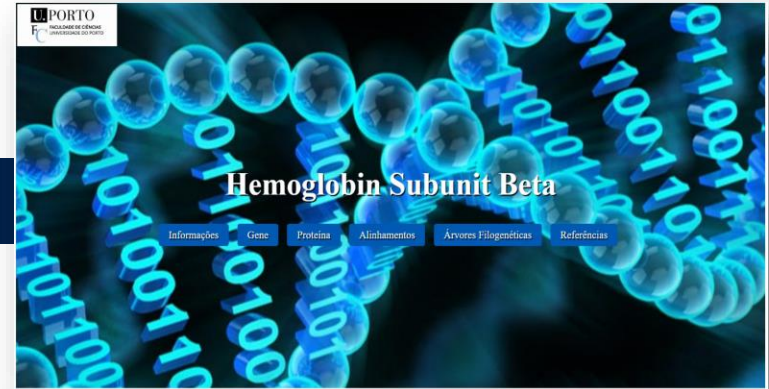 U.PORTO
FC FACULDADE DE CIÊNCIAS
UNIVERSIDADE DO PORTO
Hemoglobin Subunit Beta
Informações
Gene
Proteína
Alinhamentos
Árvores Filogenéticas
Referências